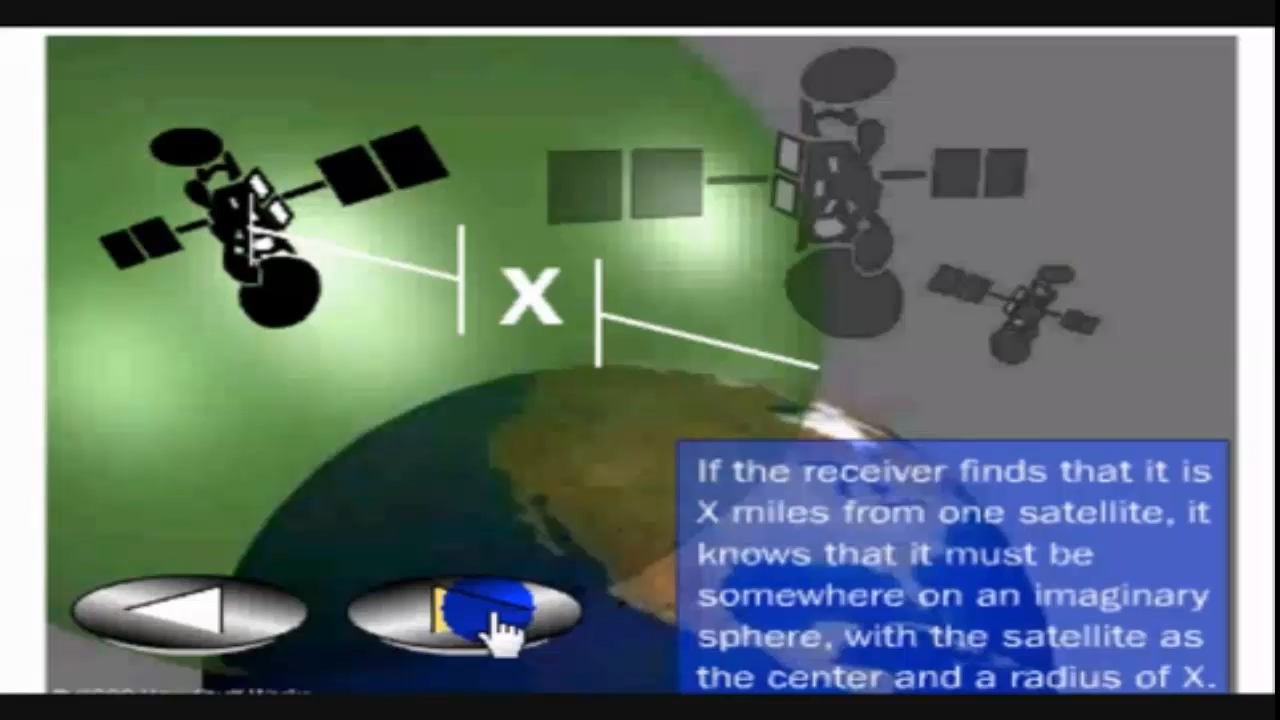 X
If the receiver finds that it is
X miles from one satellite, it
knows that it must be
somewhere on an imaginary
sphere, with the satellite as
the center and a radius of X.